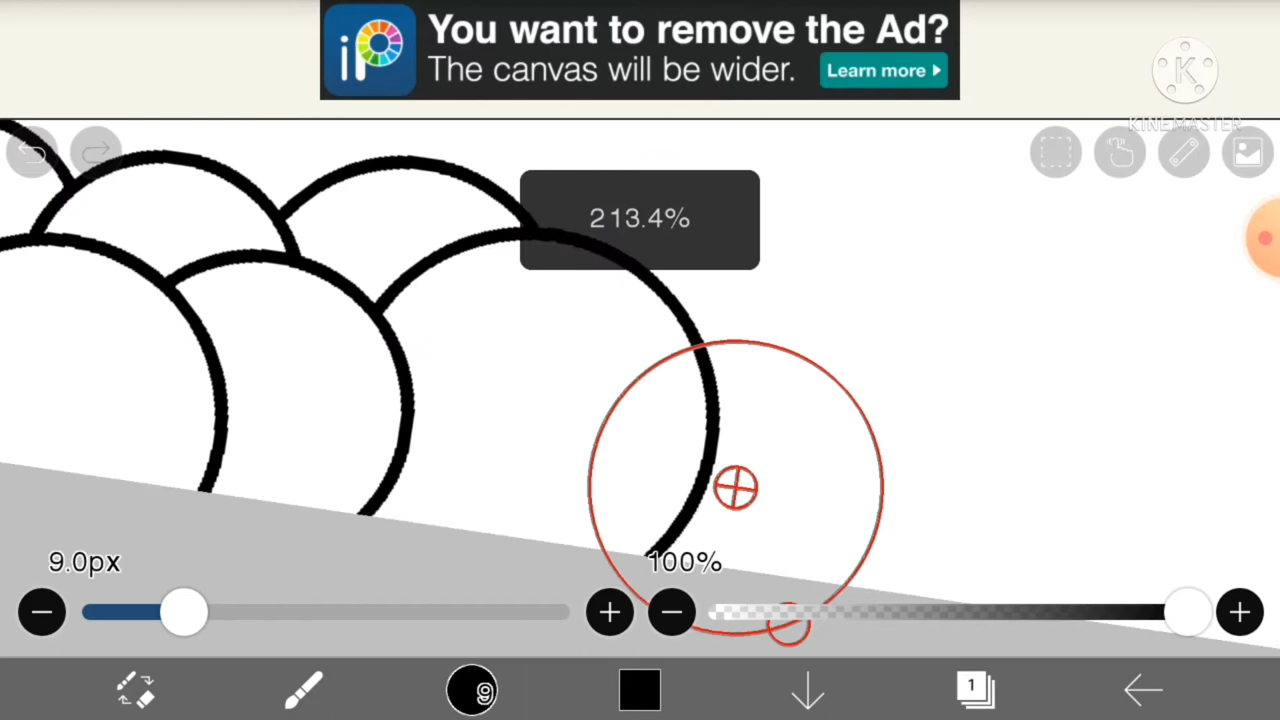 iP
You want to remove the Ad?
The canvas will be wider.
Learn more
K
KINEMASTER
213.4%
9.0px
100%
9
1